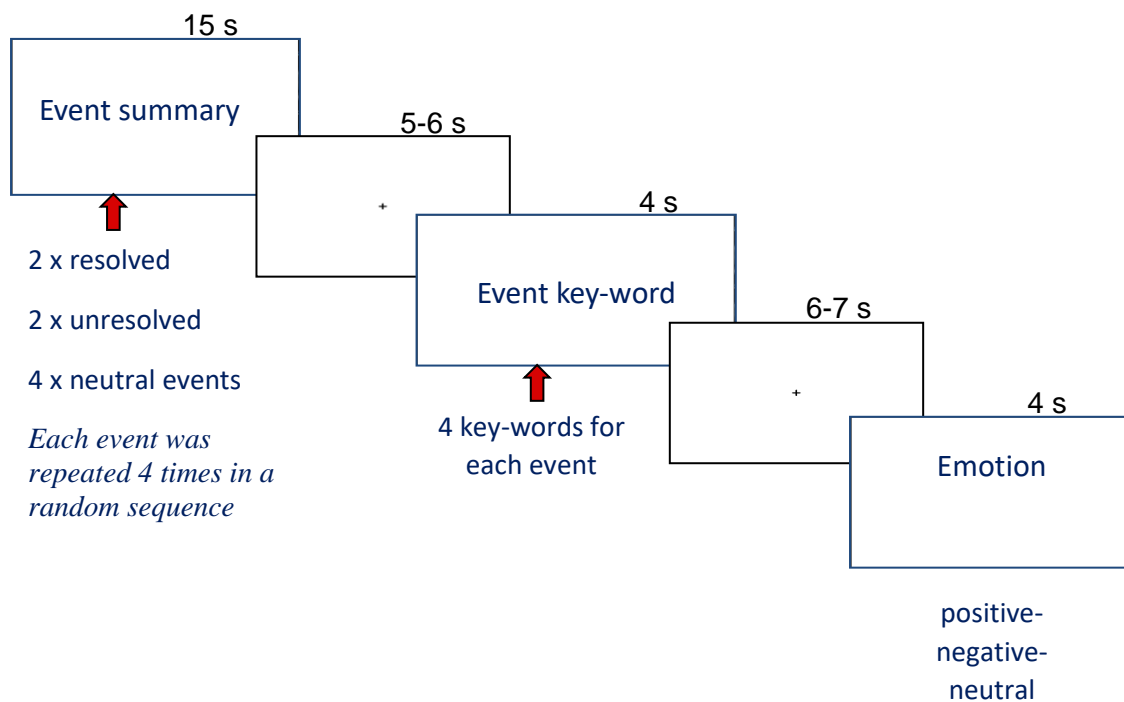 15 s
Event summary
5-6 s
+
4 s
Event key-word
6-7 s
+
4 s
Emotion
2 x resolved
2 x unresolved
4 x neutral events
Each event was
repeated 4 times in a
random sequence
4 key-words for
each event
positive-
negative-
neutral